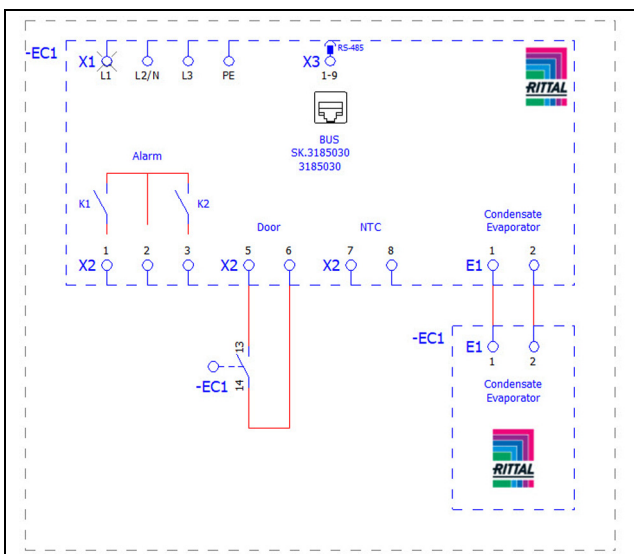 -EC1
X1
L1
L2/N
L3
PE
X3
RS-485
1-9
RITTAL
BUS
SK.3185030
3185030
Alarm
K1
K2
Door
NTC
Condensate
Evaporator
X2
1
2
3
X2
5
6
X2
7
8
E1
1
2
-EC1
13
14
-EC1
E1
1
2
Condensate
Evaporator
RITTAL